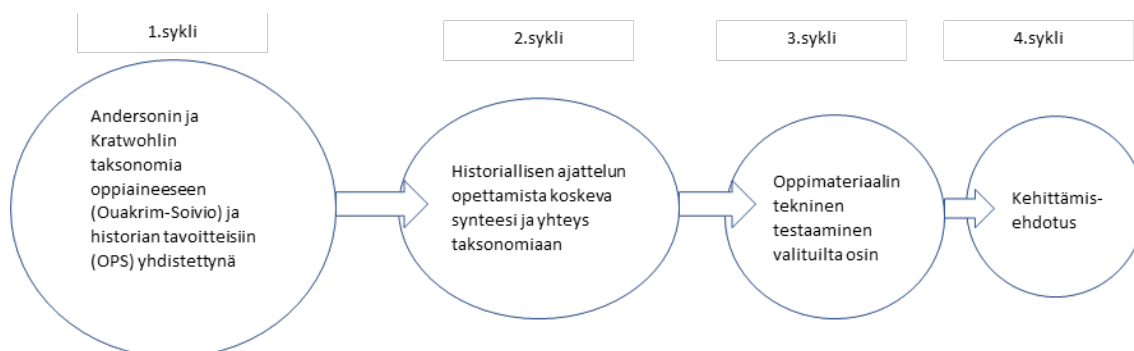 1.sykli
2.sykli
3.sykli
4.sykli
Andersonin ja
Kratwohlin
taksonomia
oppiaineeseen
(Ouakrim-Soivio) ja
historian tavoitteisiin
(OPS) yhdistettynä
Historiallisen ajattelun
opettamista koskeva
synteesi ja yhteys
taksonomiaan
Oppimateriaalin
tekninen
testaaminen
valituilta osin
Kehittämis-
ehdotus